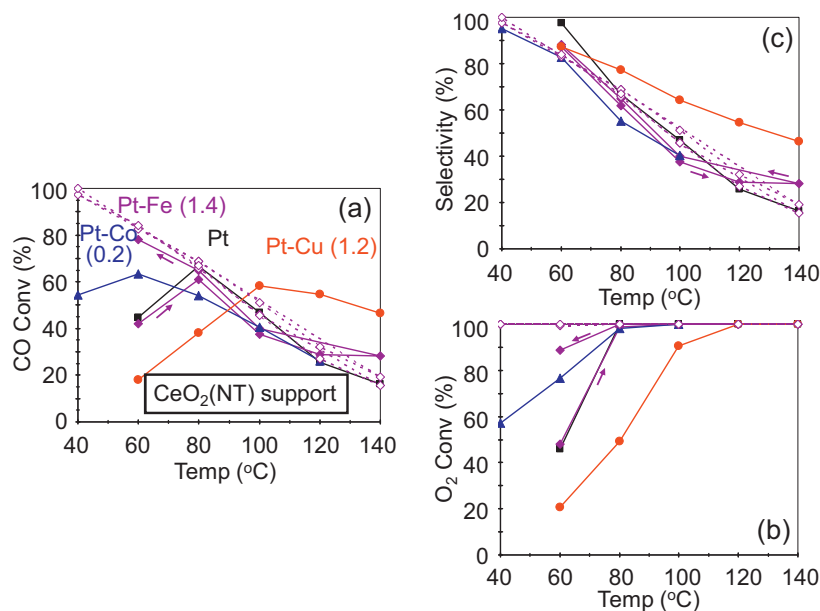 (c)
100
80
60
40
20
0
Selectivity (%)
40 60 80 100 120 140
Temp (°C)
100
80
60
40
20
0
CO Conv (%)
Pt-Fe (1.4)
(a)
Pt-Co
(0.2)
Pt
Pt-Cu (1.2)
CeO₂(NT) support
40 60 80 100 120 140
Temp (°C)
100
80
60
40
20
0
O₂ Conv (%)
(b)
40 60 80 100 120 140
Temp (°C)